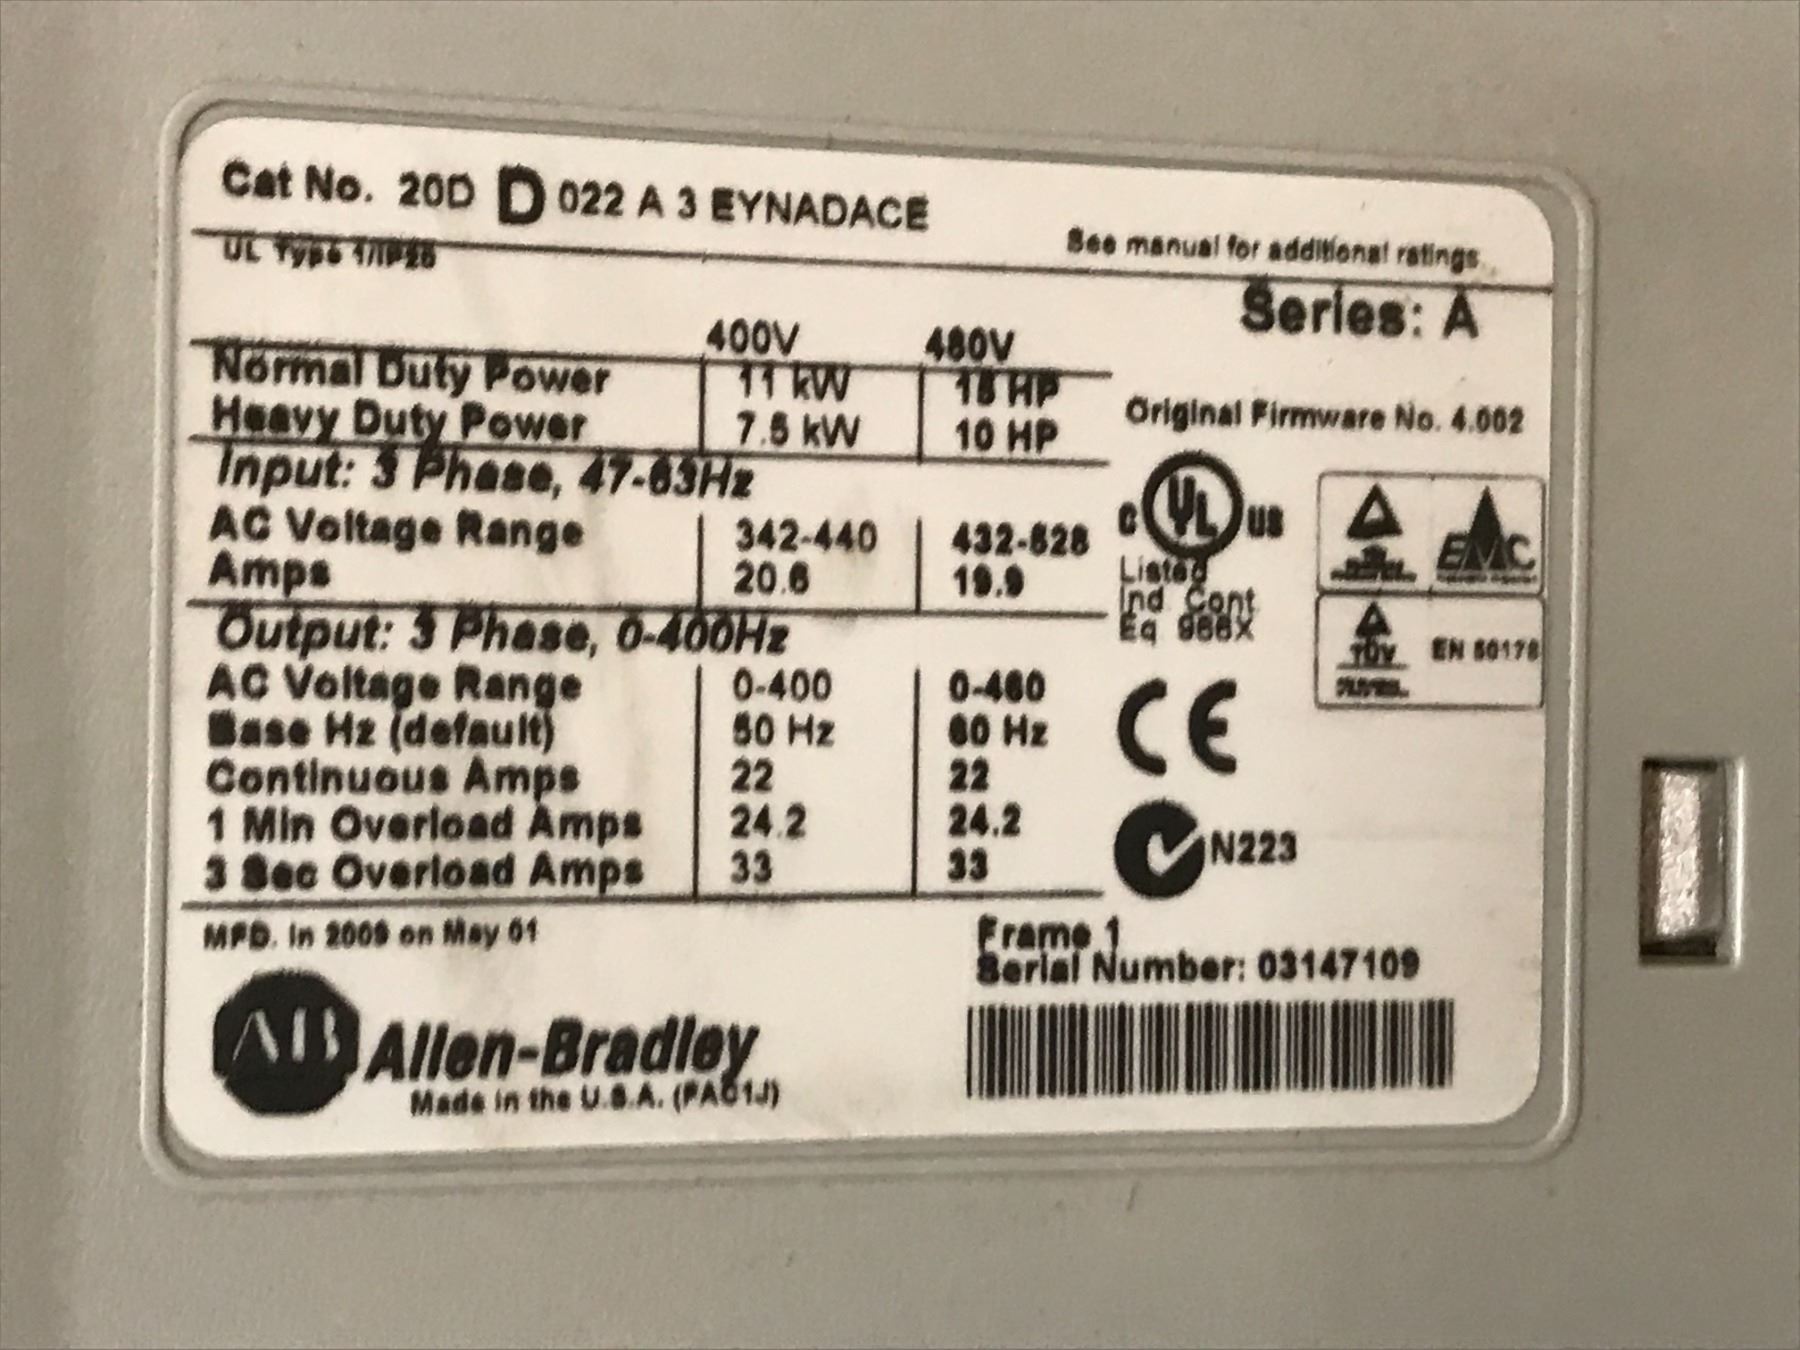 Cat No. 20D D 022 A 3 EYNADACE
UL Type 1/IP20
See manual for additional ratings
Series: A
400V 480V
Normal Duty Power 11 kW 15 HP
Heavy Duty Power 7.5 kW 10 HP
Original Firmware No. 4.002
Input: 3 Phase, 47-63Hz
AC Voltage Range 342-440 432-528
Amps 20.6 19.9
C UL US
Listed
Ind Cont
Eq 966X
EMC
Output: 3 Phase, 0-400Hz
AC Voltage Range 0-400 0-460
Base Hz (default) 50 Hz 60 Hz
Continuous Amps 22 22
1 Min Overload Amps 24.2 24.2
3 Sec Overload Amps 33 33
TÜV
EN 50178
CE
N223
MFD. in 2009 on May 01
Frame 1
Serial Number: 03147109
AB Allen-Bradley
Made in the U.S.A. (FAC1J)